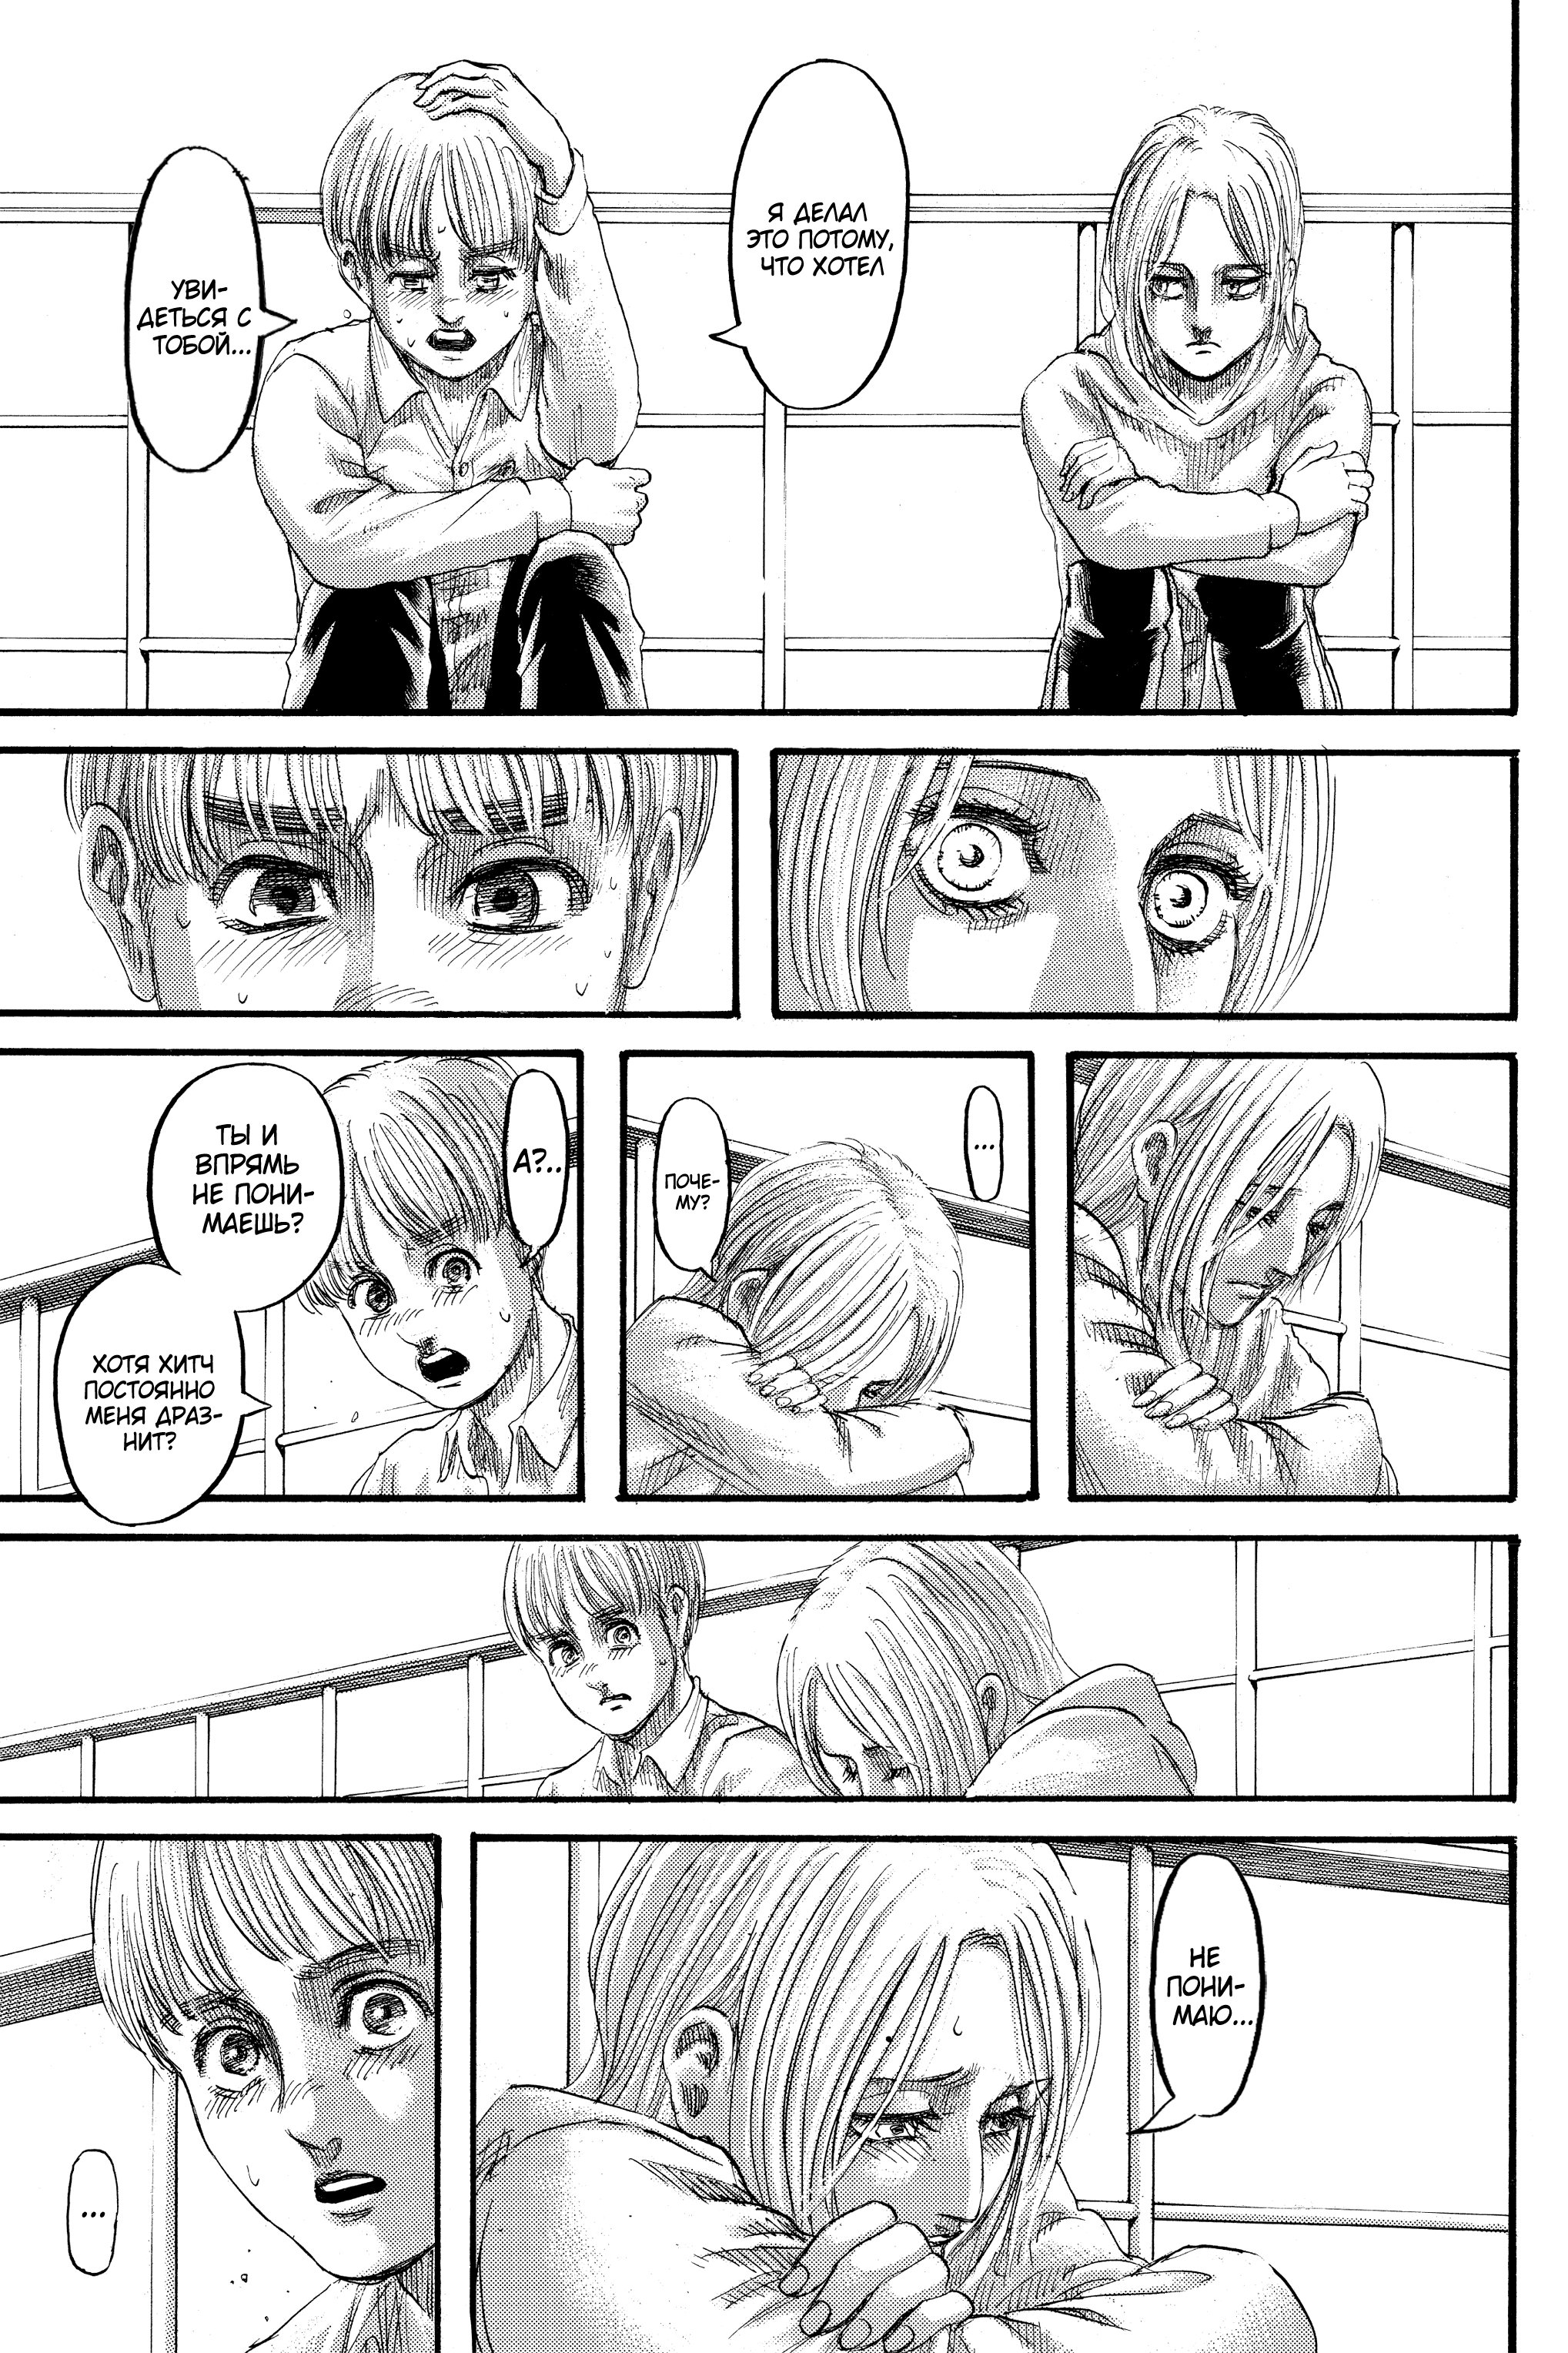 Я ДЕЛАЛ
ЭТО ПОТОМУ,
ЧТО ХОТЕЛ
УВИ-
ДЕТЬСЯ С
ТОБОЙ...
...
ПОЧЕ-
МУ?
А?..
ТЫ И
ВПРЯМЬ
НЕ ПОНИ-
МАЕШЬ?
ХОТЯ ХИТЧ
ПОСТОЯННО
МЕНЯ ДРАЗ-
НИТ?
НЕ
ПОНИ-
МАЮ...
...